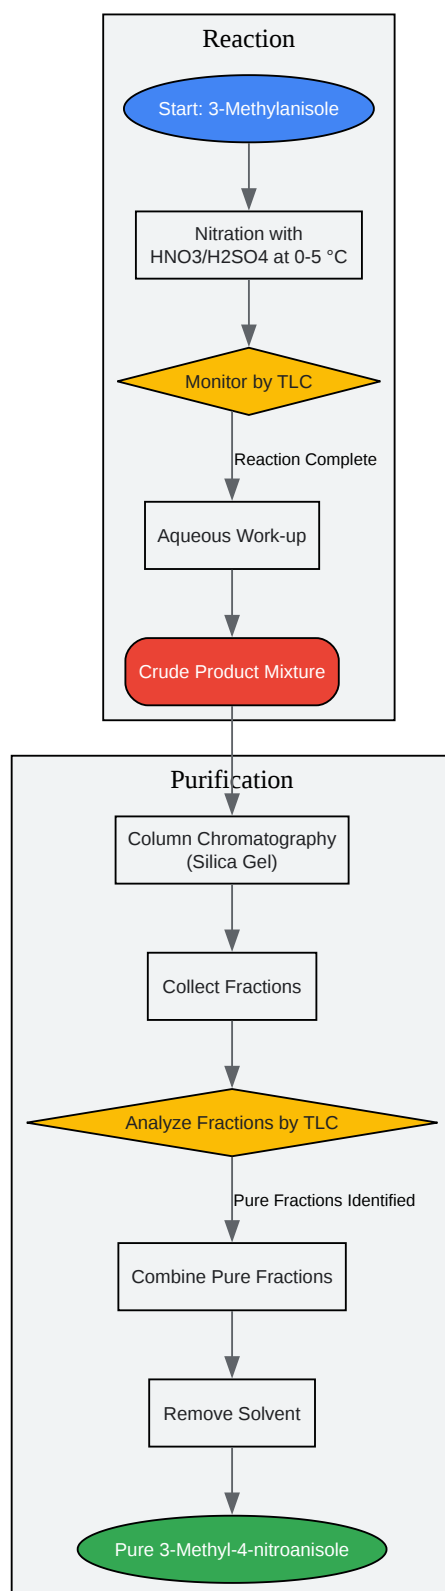 Reaction
Start: 3-Methylanisole
Nitration with
HNO3/H2SO4 at 0-5 °C
Monitor by TLC
Reaction Complete
Aqueous Work-up
Crude Product Mixture
Purification
Column Chromatography
(Silica Gel)
Collect Fractions
Analyze Fractions by TLC
Pure Fractions Identified
Combine Pure Fractions
Remove Solvent
Pure 3-Methyl-4-nitroanisole